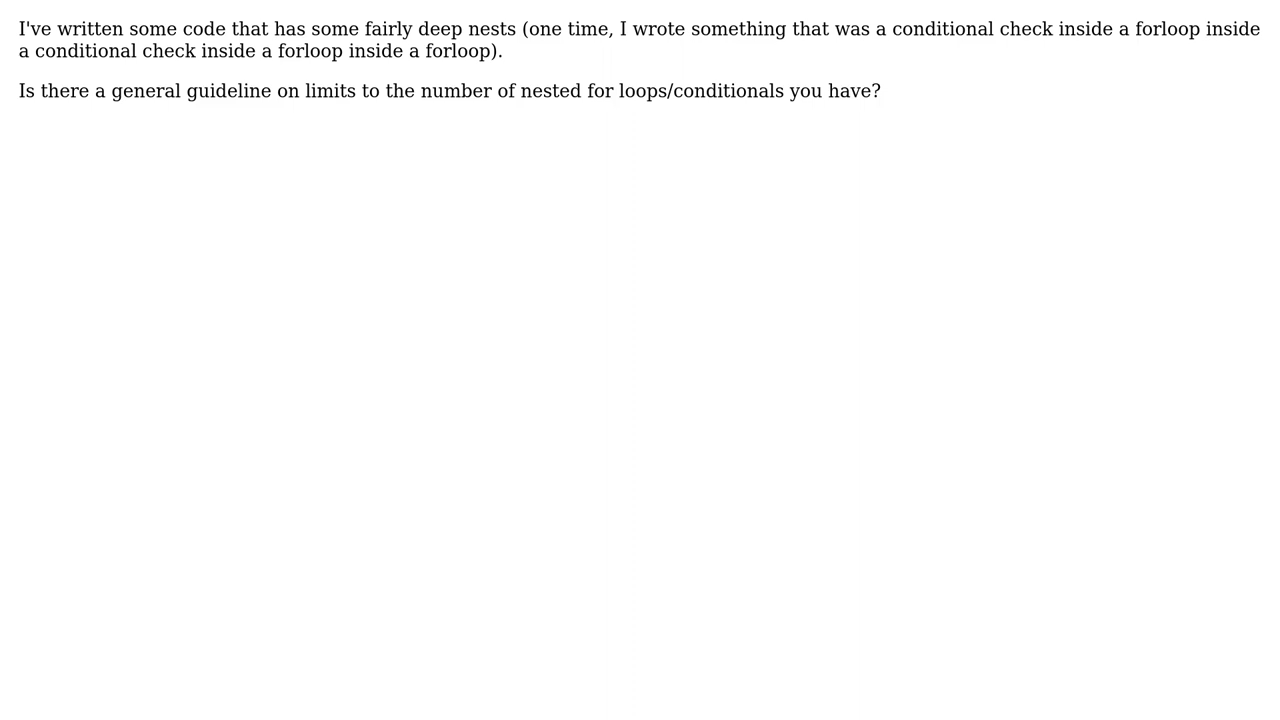 I've written some code that has some fairly deep nests (one time, I wrote something that was a conditional check inside a forloop inside
a conditional check inside a forloop inside a forloop).
Is there a general guideline on limits to the number of nested for loops/conditionals you have?